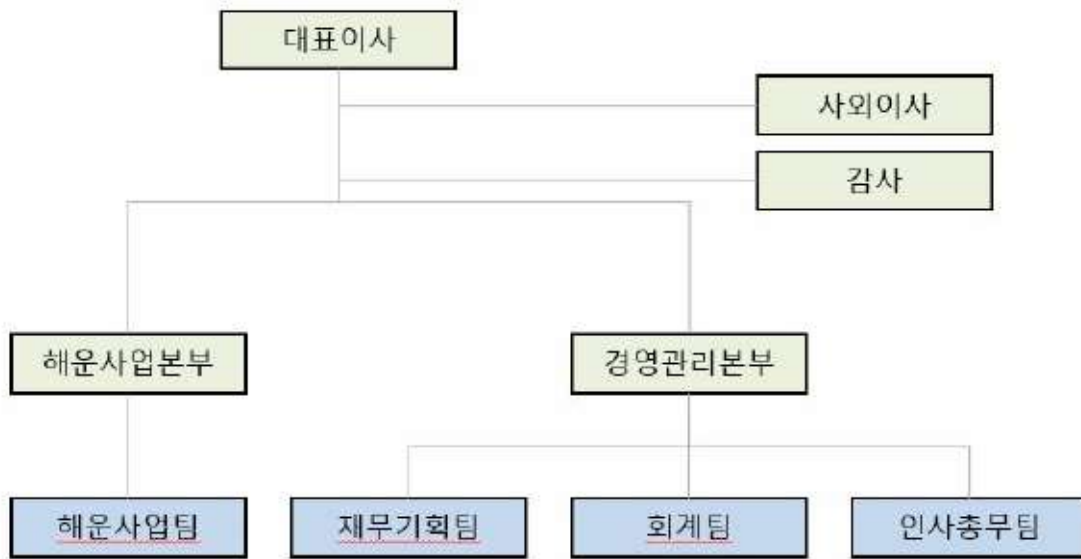 대표이사
사외이사
감사
해운사업본부
경영관리본부
해운사업팀
재무기획팀
회계팀
인사총무팀